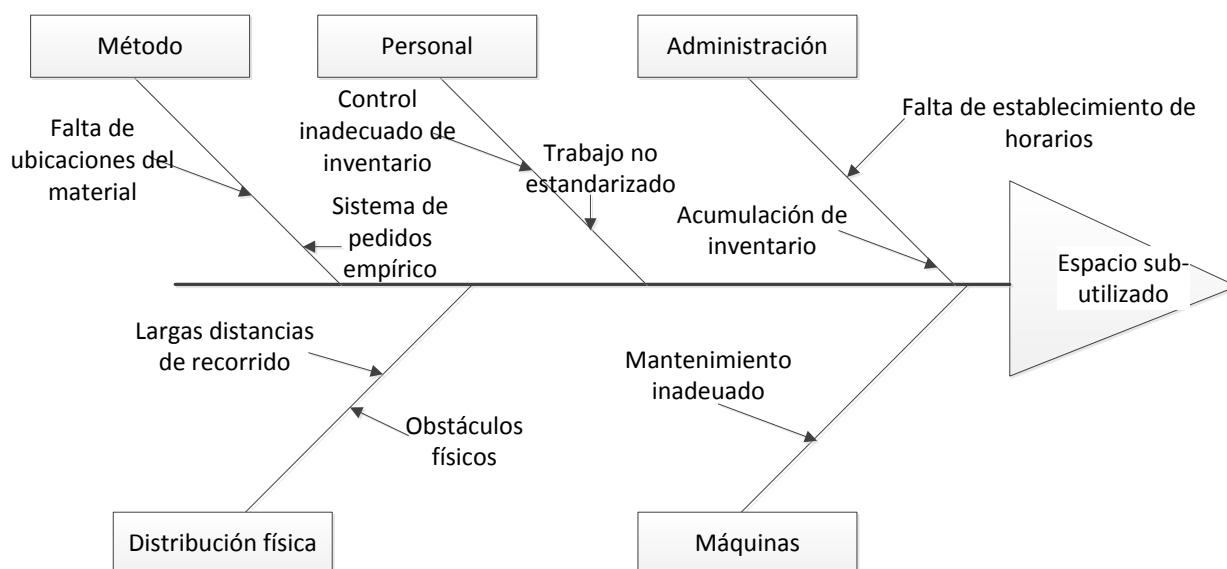 Método
Personal
Administración
Falta de
ubicaciones del
material
Sistema de
pedidos
empírico
Control
inadecuado de
inventario
Trabajo no
estandarizado
Falta de establecimiento de
horarios
Acumulación de
inventario
Espacio sub-
utilizado
Largas distancias
de recorrido
Obstáculos
físicos
Mantenimiento
inadeuado
Distribución física
Máquinas